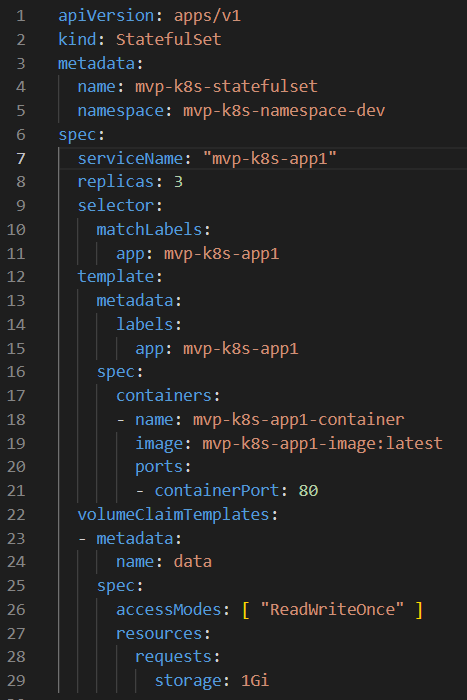 1 apiVersion: apps/v1
2 kind: StatefulSet
3 metadata:
4   name: mvp-k8s-statefulset
5   namespace: mvp-k8s-namespace-dev
6 spec:
7   serviceName: "mvp-k8s-app1"
8   replicas: 3
9   selector:
10     matchLabels:
11       app: mvp-k8s-app1
12   template:
13     metadata:
14       labels:
15         app: mvp-k8s-app1
16     spec:
17       containers:
18       - name: mvp-k8s-app1-container
19         image: mvp-k8s-app1-image:latest
20         ports:
21         - containerPort: 80
22   volumeClaimTemplates:
23   - metadata:
24       name: data
25     spec:
26       accessModes: [ "ReadWriteOnce" ]
27       resources:
28         requests:
29           storage: 1Gi